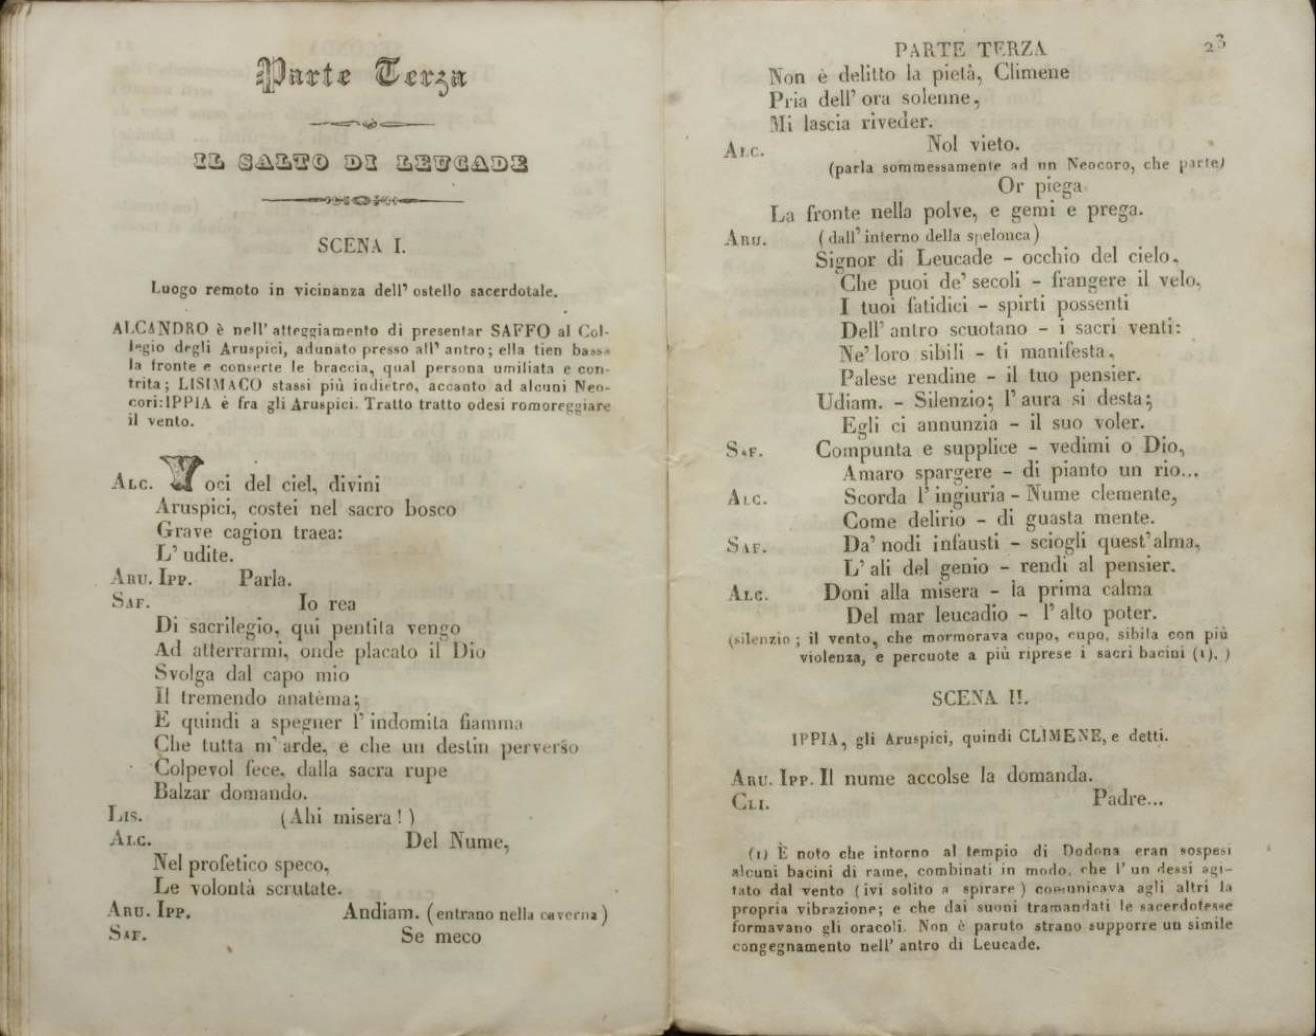 Parte Terza
IL SALTO DI LEUCADE
SCENA I.
Luogo remoto in vicinanza dell' ostello sacerdotale.
ALCANDRO è nell' atteggiamento di presentar SAFFO al Col-
legio degli Aruspici, adunato presso all' antro; ella tien bassa
la fronte e conserte le braccia, qual persona umiliata e con-
trita; LISIMACO stassi più indietro, accanto ad alcuni Neo-
cori: IPPIA è fra gli Aruspici. Tratto tratto odesi romoreggiare
il vento.
ALC. Voci del ciel, divini
Aruspici, costei nel sacro bosco
Grave cagion traea:
L' udite.
ARU. IPP. Parla.
SAF. Io rea
Di sacrilegio, qui pentita vengo
Ad atterrarmi, onde placato il Dio
Svolga dal capo mio
Il tremendo anatèma;
E quindi a spegner l' indomita fiamma
Che tutta m' arde, e che un destin perverso
Colpevol fece, dalla sacra rupe
Balzar domando.
LIS. (Ahi misera!)
ALC. Del Nume,
Nel profetico speco,
Le volontà scrutate.
ARU. IPP. Andiam. (entrano nella caverna)
SAF. Se meco
PARTE TERZA 23
Non è delitto la pietà, Climene
Pria dell' ora solenne,
Mi lascia riveder.
ALC. Nol vieto.
(parla sommessamente ad un Neocoro, che parte)
Or piega
La fronte nella polve, e gemi e prega.
ARU. (dall' interno della spelonca)
Signor di Leucade - occhio del cielo,
Che puoi de' secoli - frangere il velo,
I tuoi fatidici - spirti possenti
Dell' antro scuotano - i sacri venti:
Ne' loro sibili - ti manifesta,
Palese rendine - il tuo pensier.
Udiam. - Silenzio; l' aura si desta;
Egli ci annunzia - il suo voler.
SAF. Compunta e supplice - vedimi o Dio,
Amaro spargere - di pianto un rio...
ALC. Scorda l' ingiuria - Nume clemente,
Come delirio - di guasta mente.
SAF. Da' nodi infausti - sciogli quest' alma,
L' ali del genio - rendi al pensier.
ALC. Doni alla misera - la prima calma
Del mar leucadio - l' alto poter.
(silenzio; il vento, che mormorava cupo, cupo, sibila con più
violenza, e percuote a più riprese i sacri bacini (1). )
SCENA II.
IPPIA, gli Aruspici, quindi CLIMENE, e detti.
ARU. IPP. Il nume accolse la domanda.
CLI. Padre...
(1) È noto che intorno al tempio di Dodona eran sospesi
alcuni bacini di rame, combinati in modo, che l' un d'essi agi-
tato dal vento (ivi solito a spirare) comunicava agli altri la
propria vibrazione; e che dai suoni tramandati le sacerdotesse
formavano gli oracoli. Non è paruto strano supporre un simile
congegnamento nell' antro di Leucade.